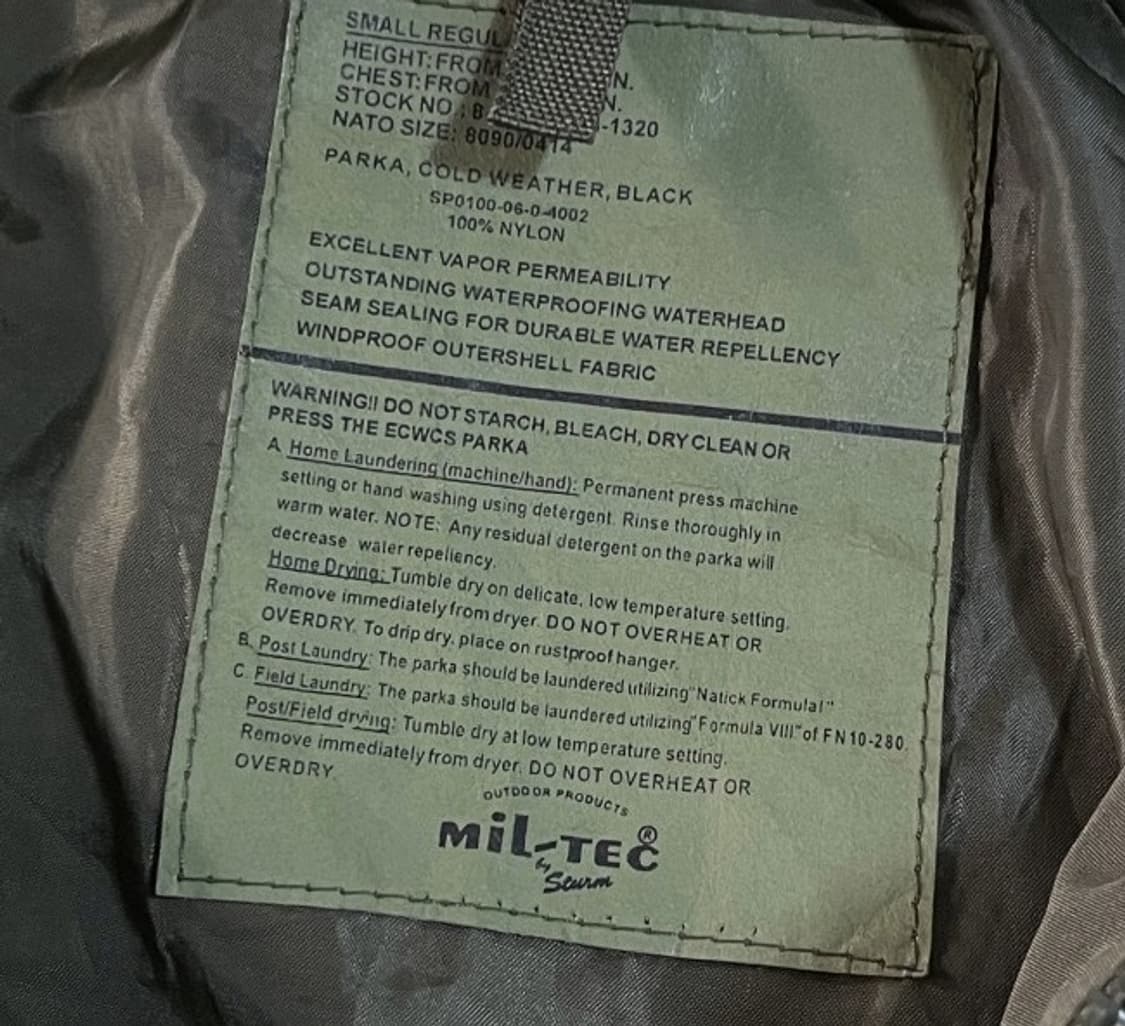 SMALL REGUL
HEIGHT: FROM N.
CHEST: FROM N.
STOCK NO.: 8 -1320
NATO SIZE: 8090/0414
PARKA, COLD WEATHER, BLACK
SP0100-06-0-4002
100% NYLON
EXCELLENT VAPOR PERMEABILITY
OUTSTANDING WATERPROOFING WATERHEAD
SEAM SEALING FOR DURABLE WATER REPELLENCY
WINDPROOF OUTERSHELL FABRIC
WARNING!! DO NOT STARCH, BLEACH, DRY CLEAN OR
PRESS THE ECWCS PARKA
A. Home Laundering (machine/hand): Permanent press machine
setting or hand washing using detergent. Rinse thoroughly in
warm water. NOTE: Any residual detergent on the parka will
decrease water repellency.
Home Drying: Tumble dry on delicate, low temperature setting.
Remove immediately from dryer. DO NOT OVERHEAT OR
OVERDRY. To drip dry, place on rustproof hanger.
B. Post Laundry: The parka should be laundered utilizing"Natick FormulaI"
C. Field Laundry: The parka should be laundered utilizing"Formula VIII"of FN10-280.
Post/Field drying: Tumble dry at low temperature setting.
Remove immediately from dryer. DO NOT OVERHEAT OR
OVERDRY.
OUTDOOR PRODUCTS
MiL-TEC®
by Sturm